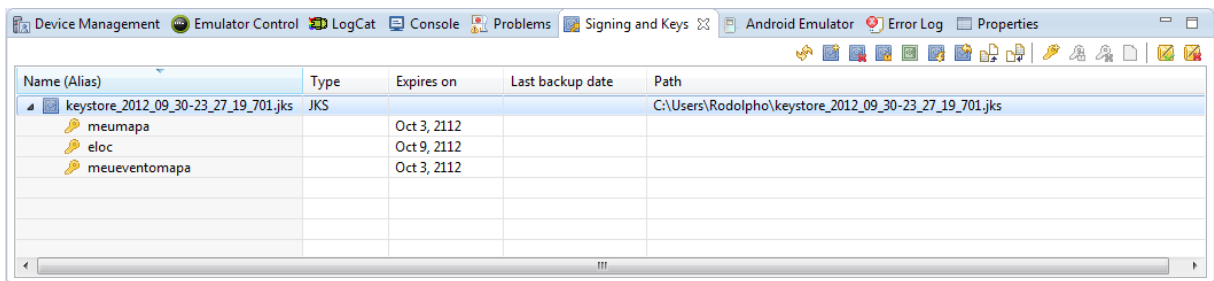 Device Management Emulator Control LogCat Console Problems Signing and Keys Android Emulator Error Log Properties
Name (Alias) Type Expires on Last backup date Path
keystore_2012_09_30-23_27_19_701.jks JKS C:\Users\Rodolpho\keystore_2012_09_30-23_27_19_701.jks
meumapa Oct 3, 2112
eloc Oct 9, 2112
meueventomapa Oct 3, 2112